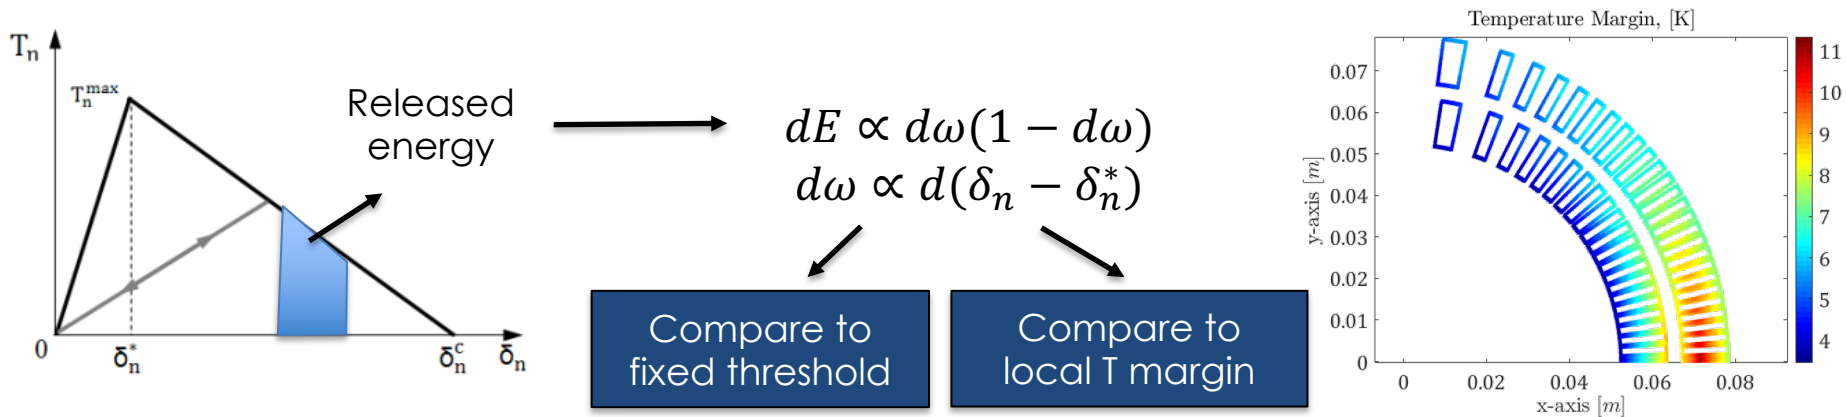 Tₙ
Tₙᵐᵃˣ
0
δₙ*
δₙᶜ
δₙ
Released
energy
dE ∝ dω(1 − dω)
dω ∝ d(δₙ − δₙ*)
Compare to
fixed threshold
Compare to
local T margin
Temperature Margin, [K]
y-axis [m]
0.07
0.06
0.05
0.04
0.03
0.02
0.01
0
0 0.02 0.04 0.06 0.08
x-axis [m]
11
10
9
8
7
6
5
4